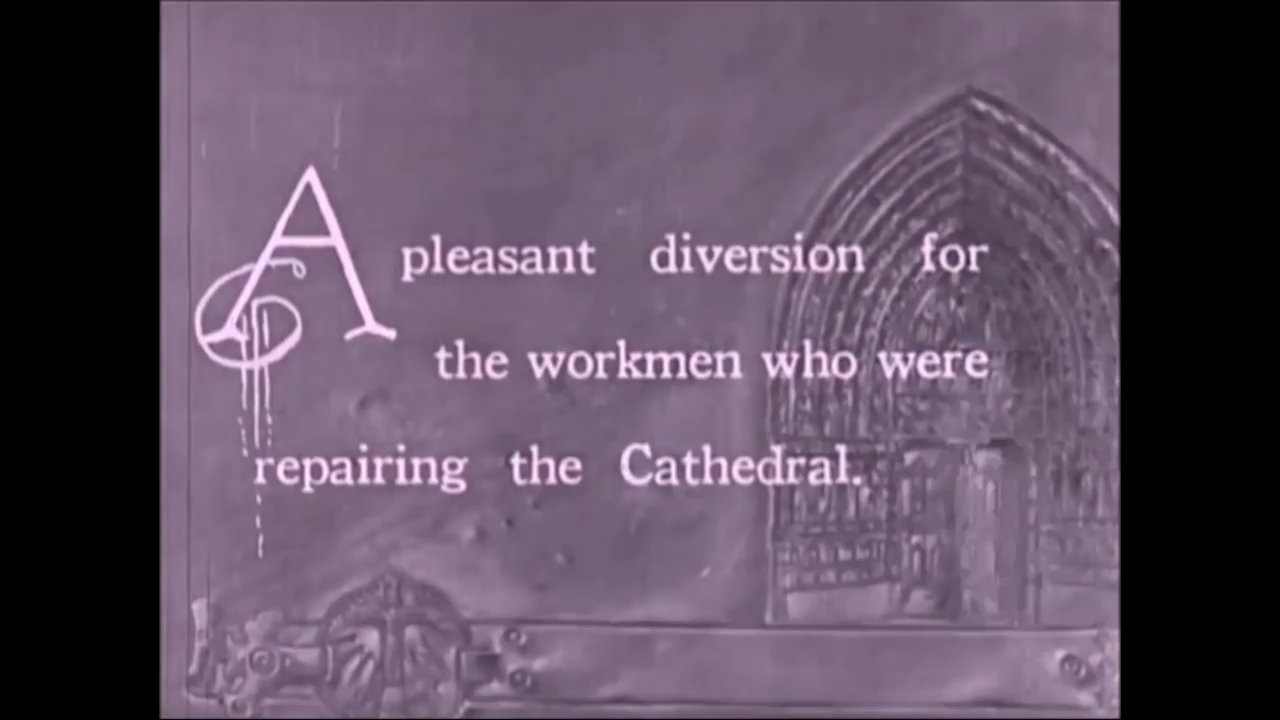 A pleasant diversion for
the workmen who were
repairing the Cathedral.